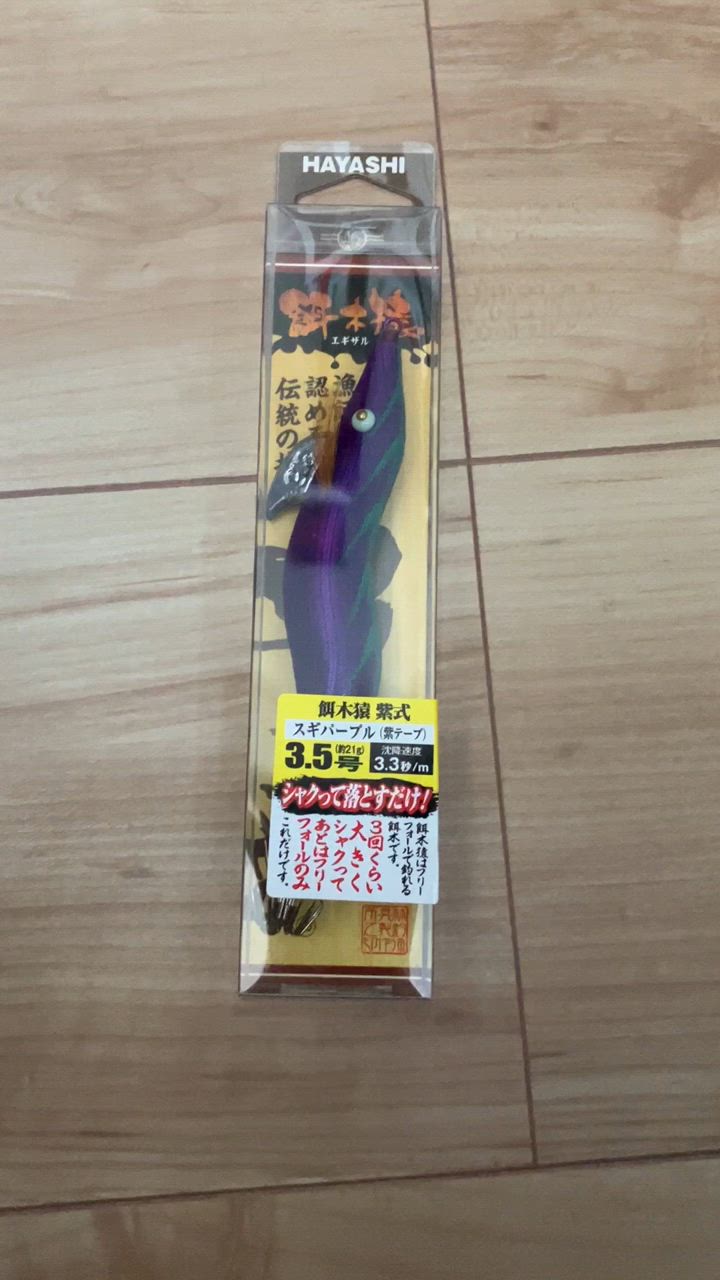 HAYASHI
餌木猿
エギザル
認め
伝統の
餌木猿 紫式
スギパープル(紫テープ)
3.5号
(約21g)
沈降速度
3.3秒/m
シャクって落とすだけ!
餌木猿はフリー
フォールで釣れる
餌木です。
3回くらい
大きく
シャクって
あとはフリー
フォールのみ
これだけです。